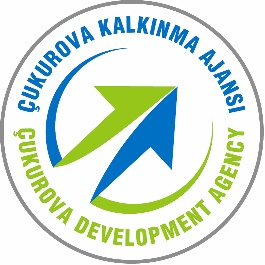 ÇUKUROVA KALKINMA AJANSI
ÇUKUROVA DEVELOPMENT AGENCY